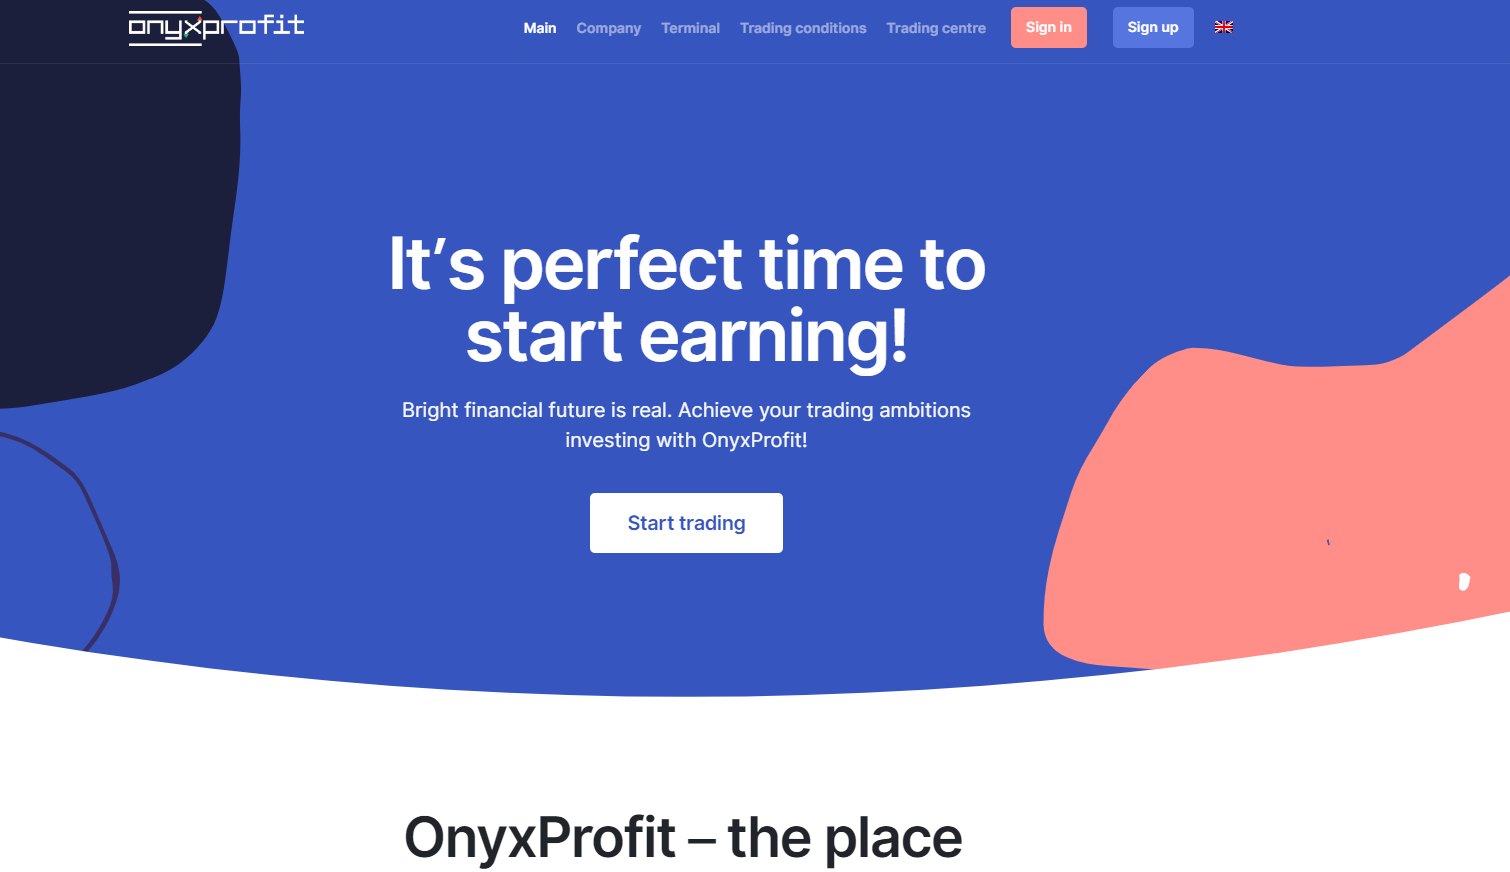 onyxprofit
Main
Company
Terminal
Trading conditions
Trading centre
Sign in
Sign up
It’s perfect time to
start earning!
Bright financial future is real. Achieve your trading ambitions
investing with OnyxProfit!
Start trading
OnyxProfit – the place